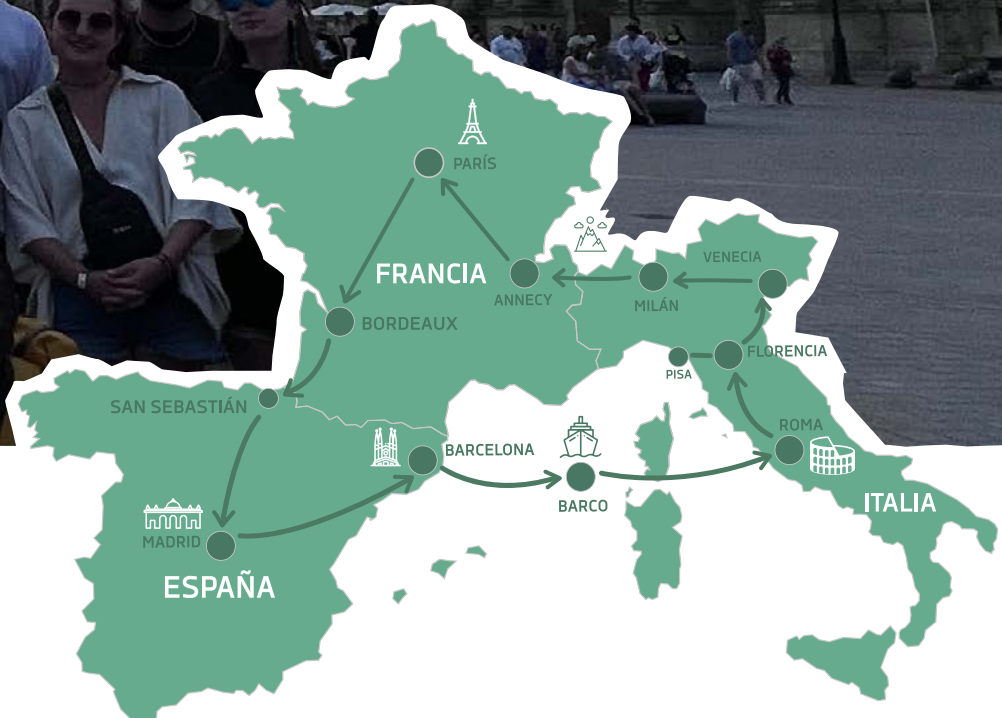 PARÍS
VENECIA
FRANCIA
ANNECY
MILÁN
BORDEAUX
FLORENCIA
PISA
SAN SEBASTIÁN
ROMA
BARCELONA
ITALIA
BARCO
MADRID
ESPAÑA